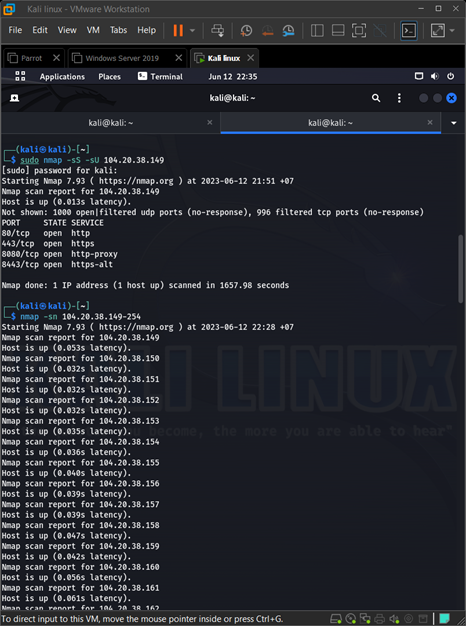 Kali linux - VMware Workstation
File Edit View VM Tabs Help
Parrot Windows Server 2019 Kali linux
Applications Places Terminal Jun 12 22:35
kali@kali: ~
kali@kali: ~ kali@kali: ~
┌──(kali㉿kali)-[~]
└─$ sudo nmap -sS -sU 104.20.38.149
[sudo] password for kali:
Starting Nmap 7.93 ( https://nmap.org ) at 2023-06-12 21:51 +07
Nmap scan report for 104.20.38.149
Host is up (0.013s latency).
Not shown: 1000 open|filtered udp ports (no-response), 996 filtered tcp ports (no-response)
PORT     STATE SERVICE
80/tcp   open  http
443/tcp  open  https
8080/tcp open  http-proxy
8443/tcp open  https-alt
Nmap done: 1 IP address (1 host up) scanned in 1657.98 seconds
┌──(kali㉿kali)-[~]
└─$ nmap -sn 104.20.38.149-254
Starting Nmap 7.93 ( https://nmap.org ) at 2023-06-12 22:28 +07
Nmap scan report for 104.20.38.149
Host is up (0.053s latency).
Nmap scan report for 104.20.38.150
Host is up (0.032s latency).
Nmap scan report for 104.20.38.151
Host is up (0.032s latency).
Nmap scan report for 104.20.38.152
Host is up (0.032s latency).
Nmap scan report for 104.20.38.153
Host is up (0.035s latency).
Nmap scan report for 104.20.38.154
Host is up (0.036s latency).
Nmap scan report for 104.20.38.155
Host is up (0.040s latency).
Nmap scan report for 104.20.38.156
Host is up (0.039s latency).
Nmap scan report for 104.20.38.157
Host is up (0.039s latency).
Nmap scan report for 104.20.38.158
Host is up (0.047s latency).
Nmap scan report for 104.20.38.159
Host is up (0.042s latency).
Nmap scan report for 104.20.38.160
Host is up (0.056s latency).
Nmap scan report for 104.20.38.161
Host is up (0.061s latency).
Nmap scan report for 104.20.38.162
LI LINUX
become, the more you are able to hear"
To direct input to this VM, move the mouse pointer inside or press Ctrl+G.